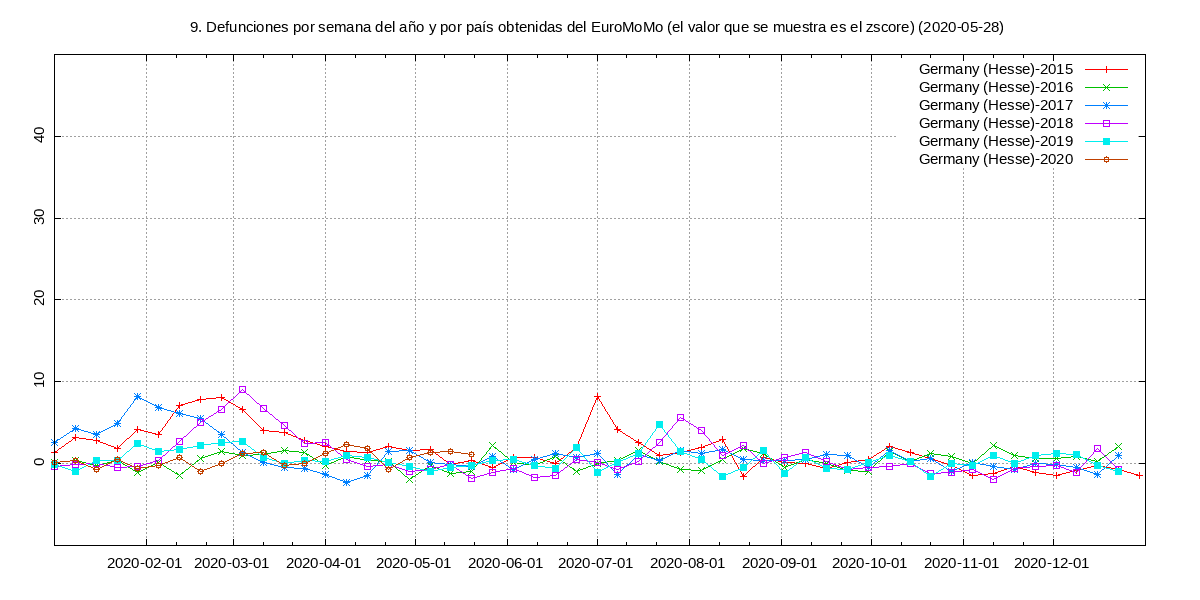 9. Defunciones por semana del año y por país obtenidas del EuroMoMo (el valor que se muestra es el zscore) (2020-05-28)
Germany (Hesse)-2015
Germany (Hesse)-2016
Germany (Hesse)-2017
Germany (Hesse)-2018
Germany (Hesse)-2019
Germany (Hesse)-2020
40
30
20
10
0
2020-02-01 2020-03-01 2020-04-01 2020-05-01 2020-06-01 2020-07-01 2020-08-01 2020-09-01 2020-10-01 2020-11-01 2020-12-01